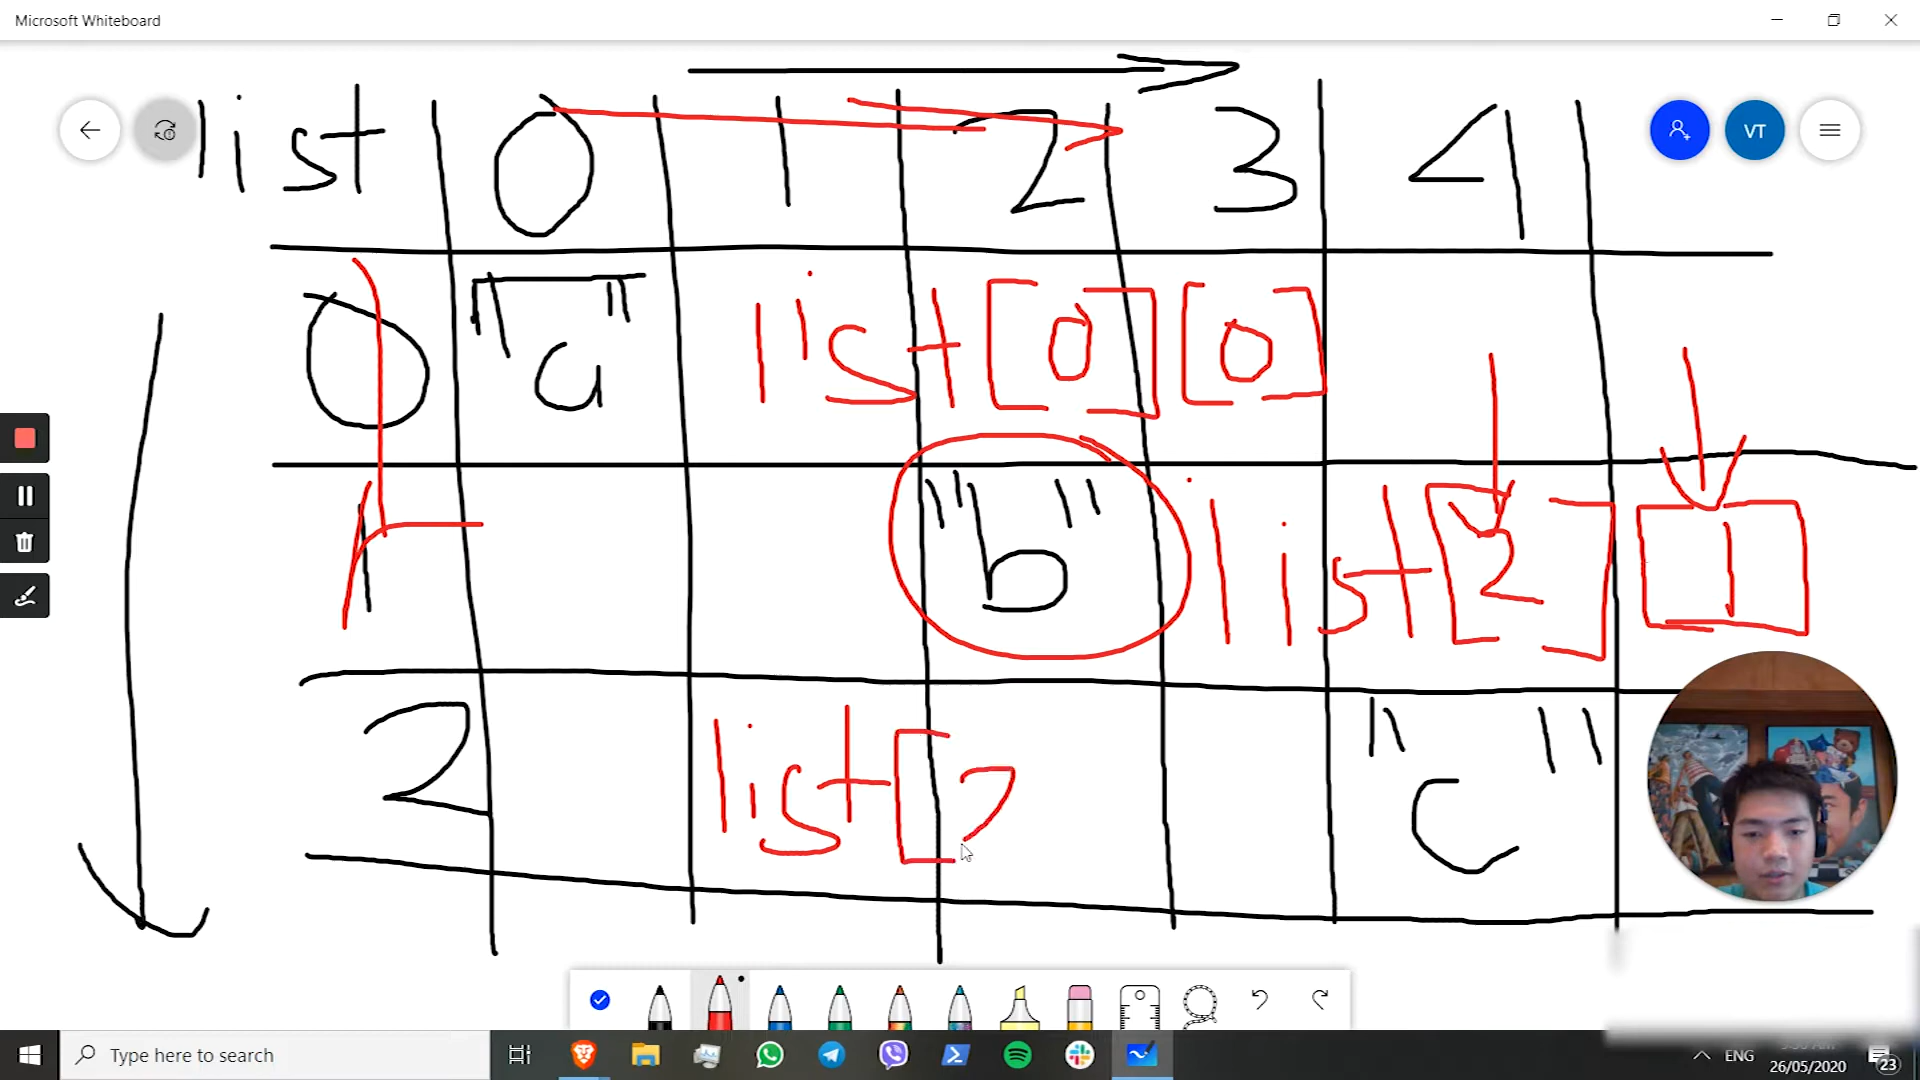 Microsoft Whiteboard
list 0 1 2 3 4
VT
0 "a" list[0][0]
1 "b" list[2][1]
2 list[2 "c"
Type here to search
ENG
26/05/2020
23